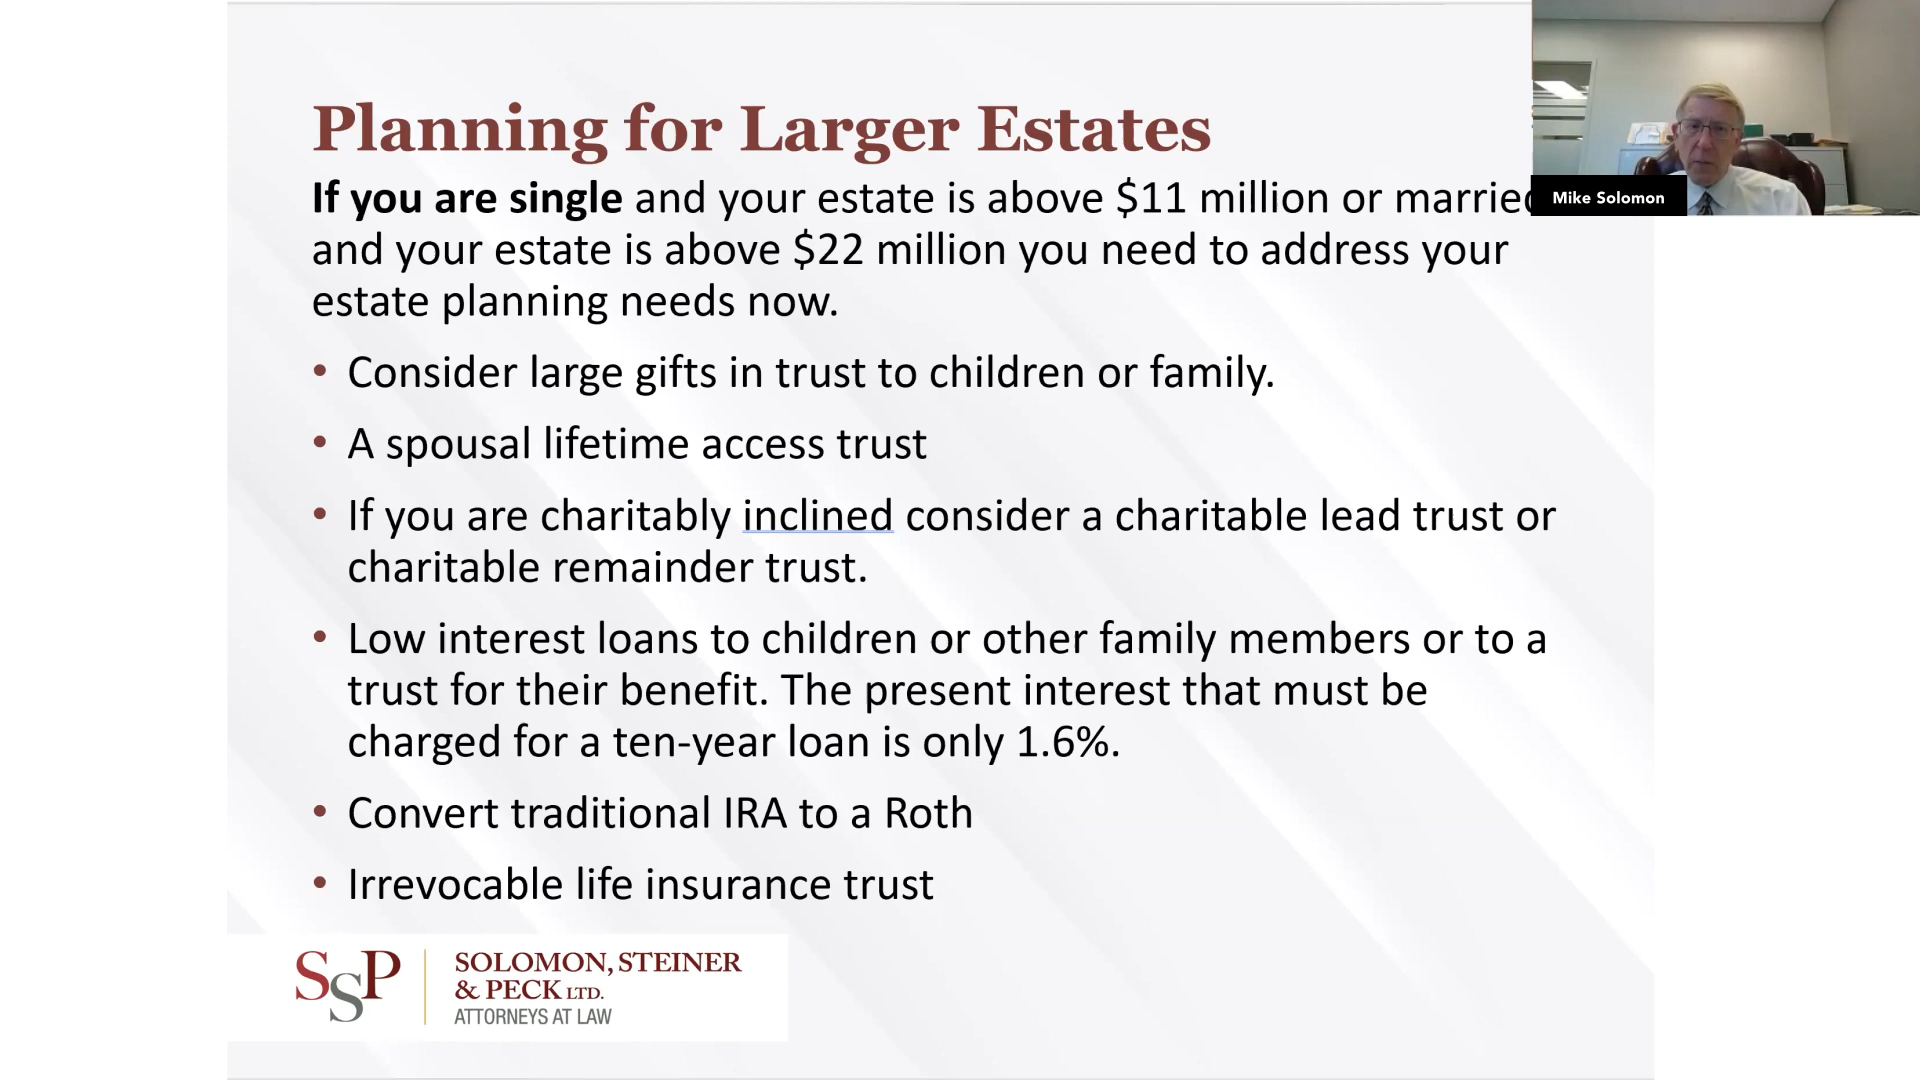 Planning for Larger Estates
If you are single and your estate is above $11 million or married
and your estate is above $22 million you need to address your
estate planning needs now.
• Consider large gifts in trust to children or family.
• A spousal lifetime access trust
• If you are charitably inclined consider a charitable lead trust or
charitable remainder trust.
• Low interest loans to children or other family members or to a
trust for their benefit. The present interest that must be
charged for a ten-year loan is only 1.6%.
• Convert traditional IRA to a Roth
• Irrevocable life insurance trust
SSP
SOLOMON, STEINER
& PECK LTD.
ATTORNEYS AT LAW
Mike Solomon